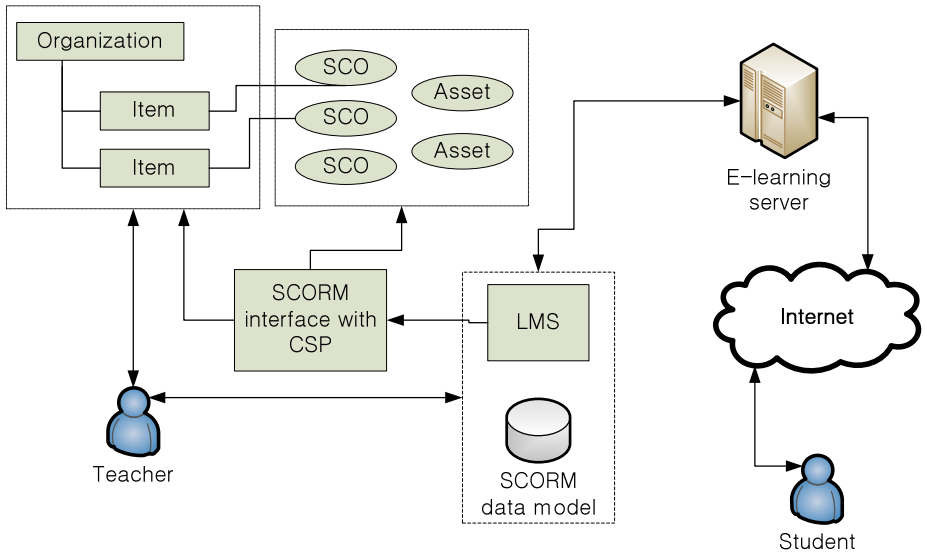 Organization
Item
Item
SCO
SCO
SCO
Asset
Asset
E-learning
server
SCORM
interface with
CSP
LMS
Internet
Teacher
SCORM
data model
Student